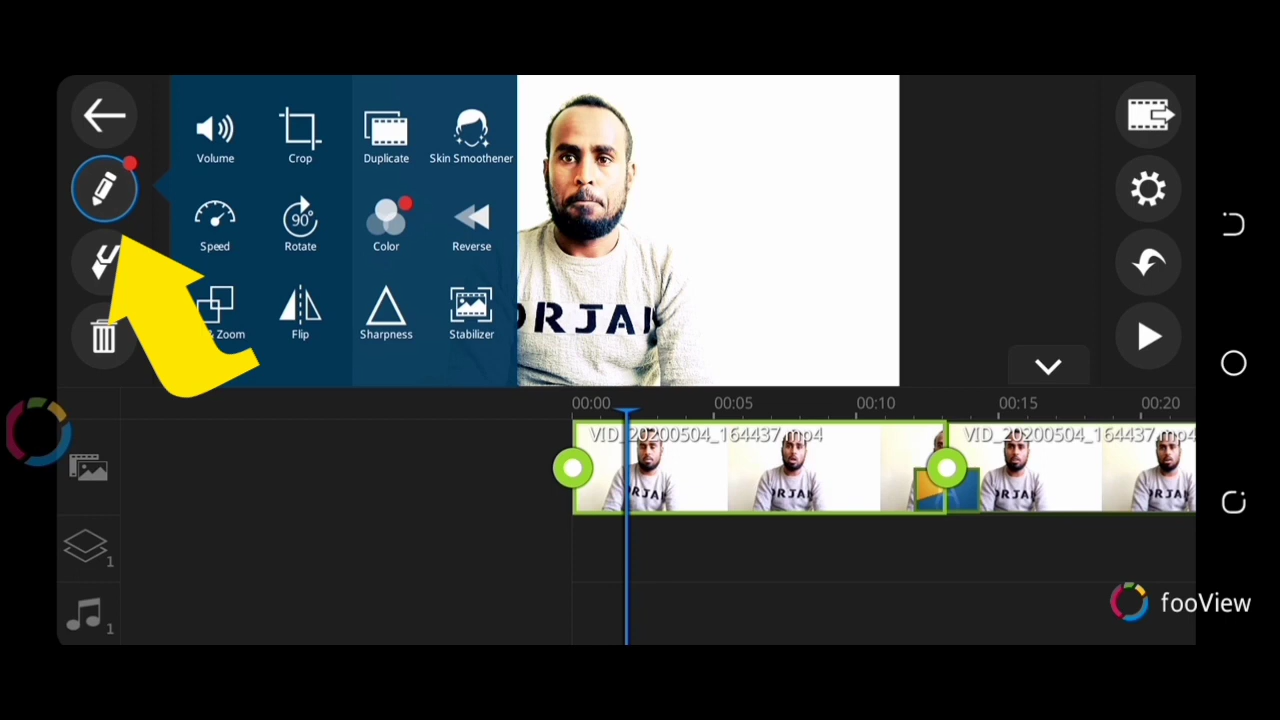 Volume
Crop
Duplicate
Skin Smoothener
Speed
90°
Rotate
Color
Reverse
& Zoom
Flip
Sharpness
Stabilizer
ORJAN
00:00
00:05
00:10
00:15
00:20
VID_20200504_164437.mp4
VID_20200504_164437.mp4
1
1
fooView